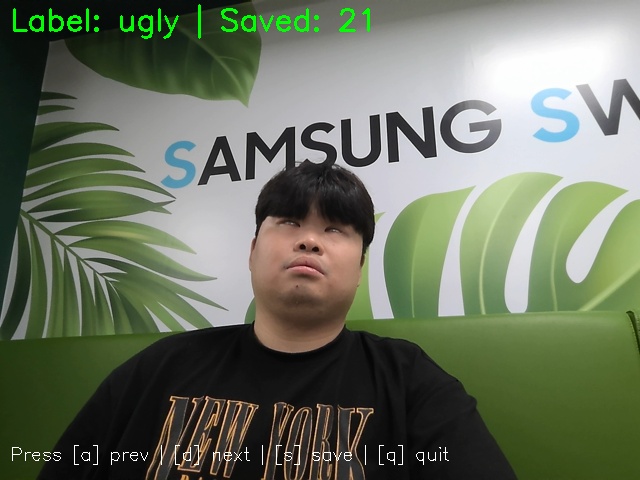 Label: ugly | Saved: 21
SAMSUNG SW
NEW YORK
Press [a] prev | [d] next | [s] save | [q] quit